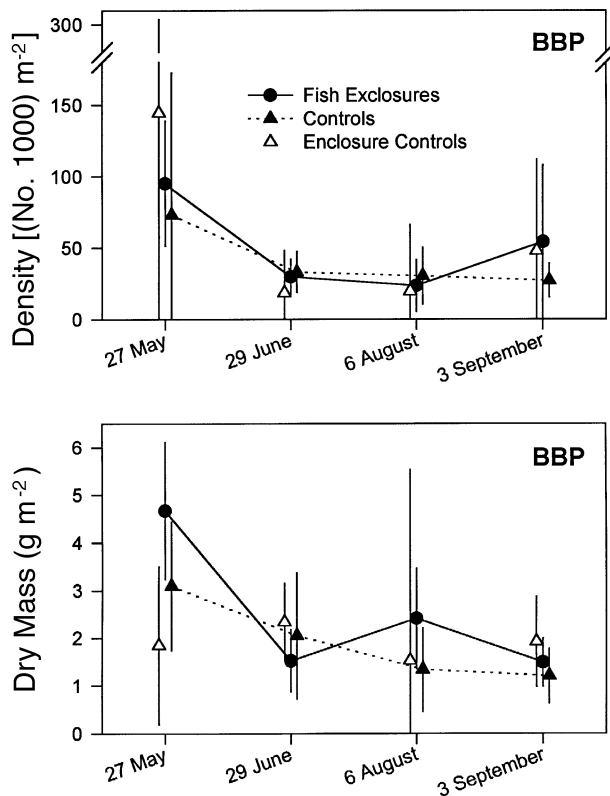 300
BBP
Density [(No. 1000) m-2]
150
100
50
0
Fish Exclosures
Controls
Enclosure Controls
27 May
29 June
6 August
3 September
BBP
Dry Mass (g m-2)
6
5
4
3
2
1
0
27 May
29 June
6 August
3 September